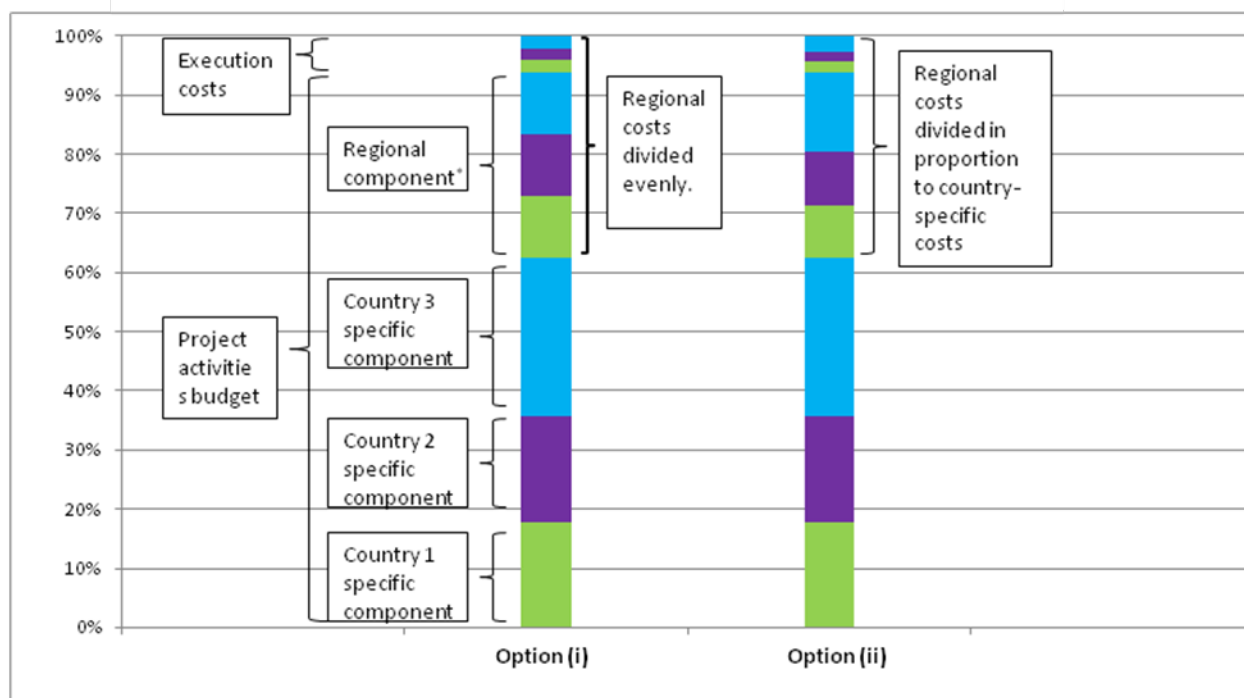 100%
90%
80%
70%
60%
50%
40%
30%
20%
10%
0%
Execution
costs
Project
activitie
s budget
Regional
component*
Country 3
specific
component
Country 2
specific
component
Country 1
specific
component
Regional
costs
divided
evenly.
Regional
costs
divided in
proportion
to country-
specific
costs
Option (i)
Option (ii)